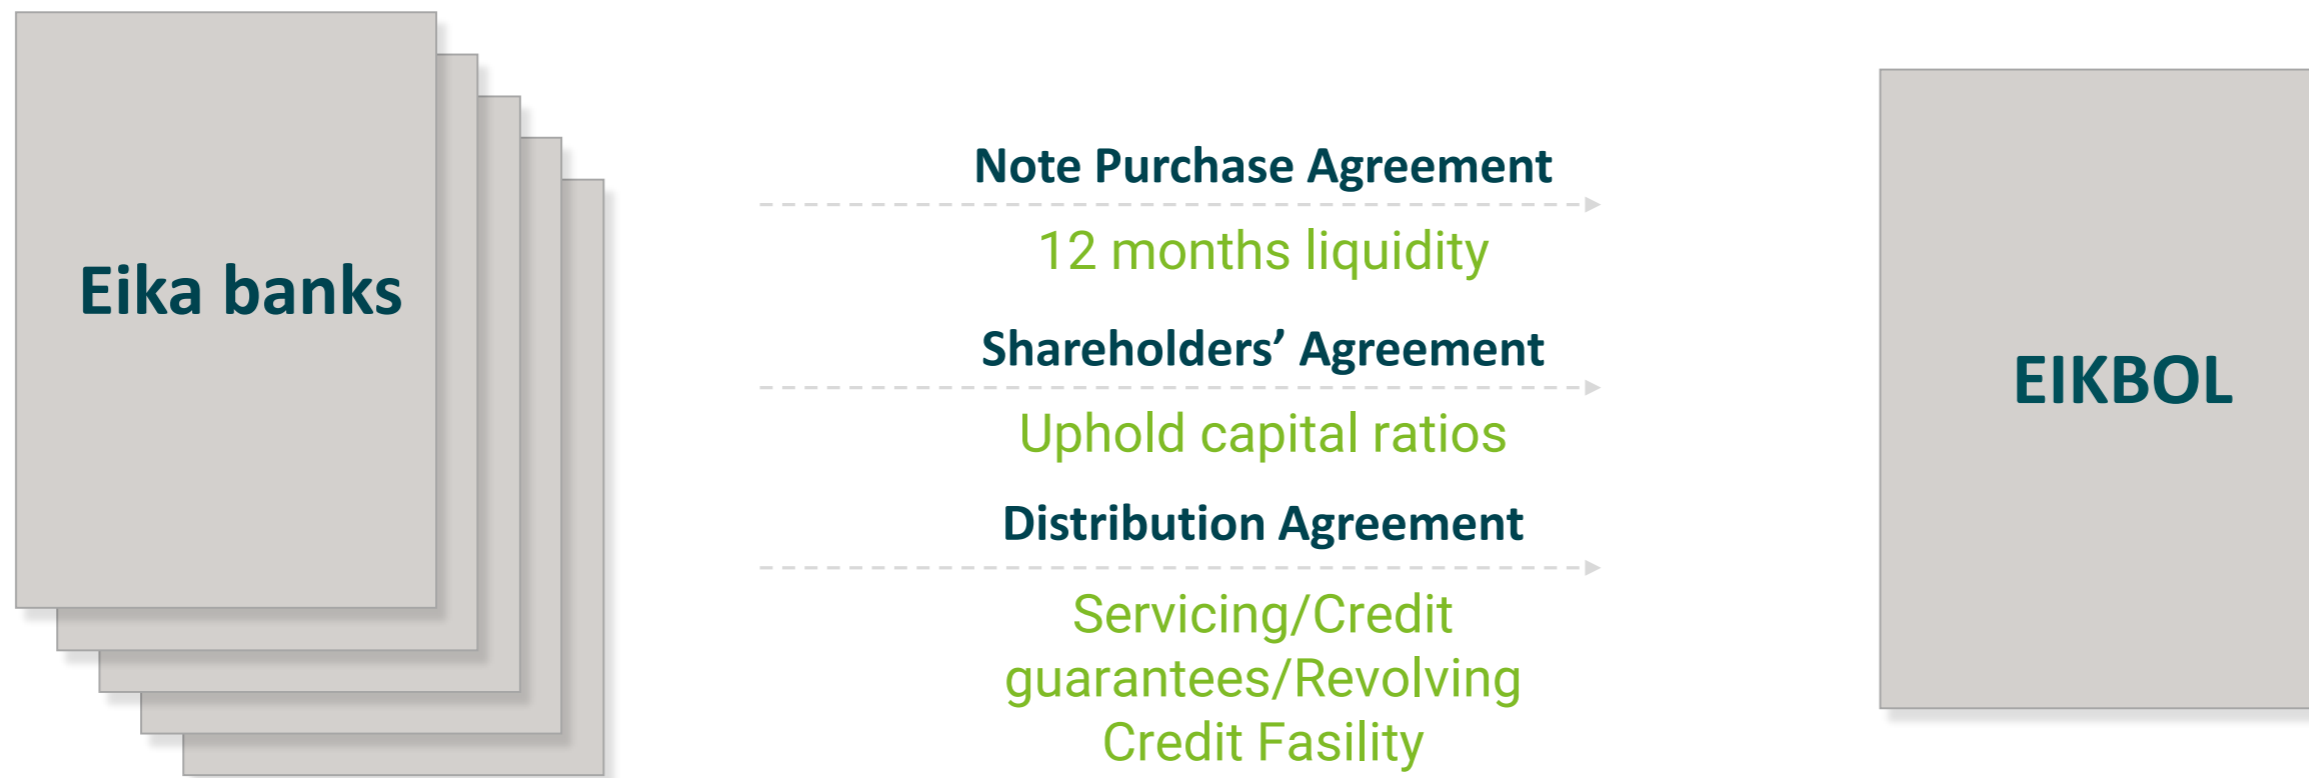 Eika banks
Note Purchase Agreement
12 months liquidity
Shareholders’ Agreement
Uphold capital ratios
Distribution Agreement
Servicing/Credit
guarantees/Revolving
Credit Fasility
EIKBOL